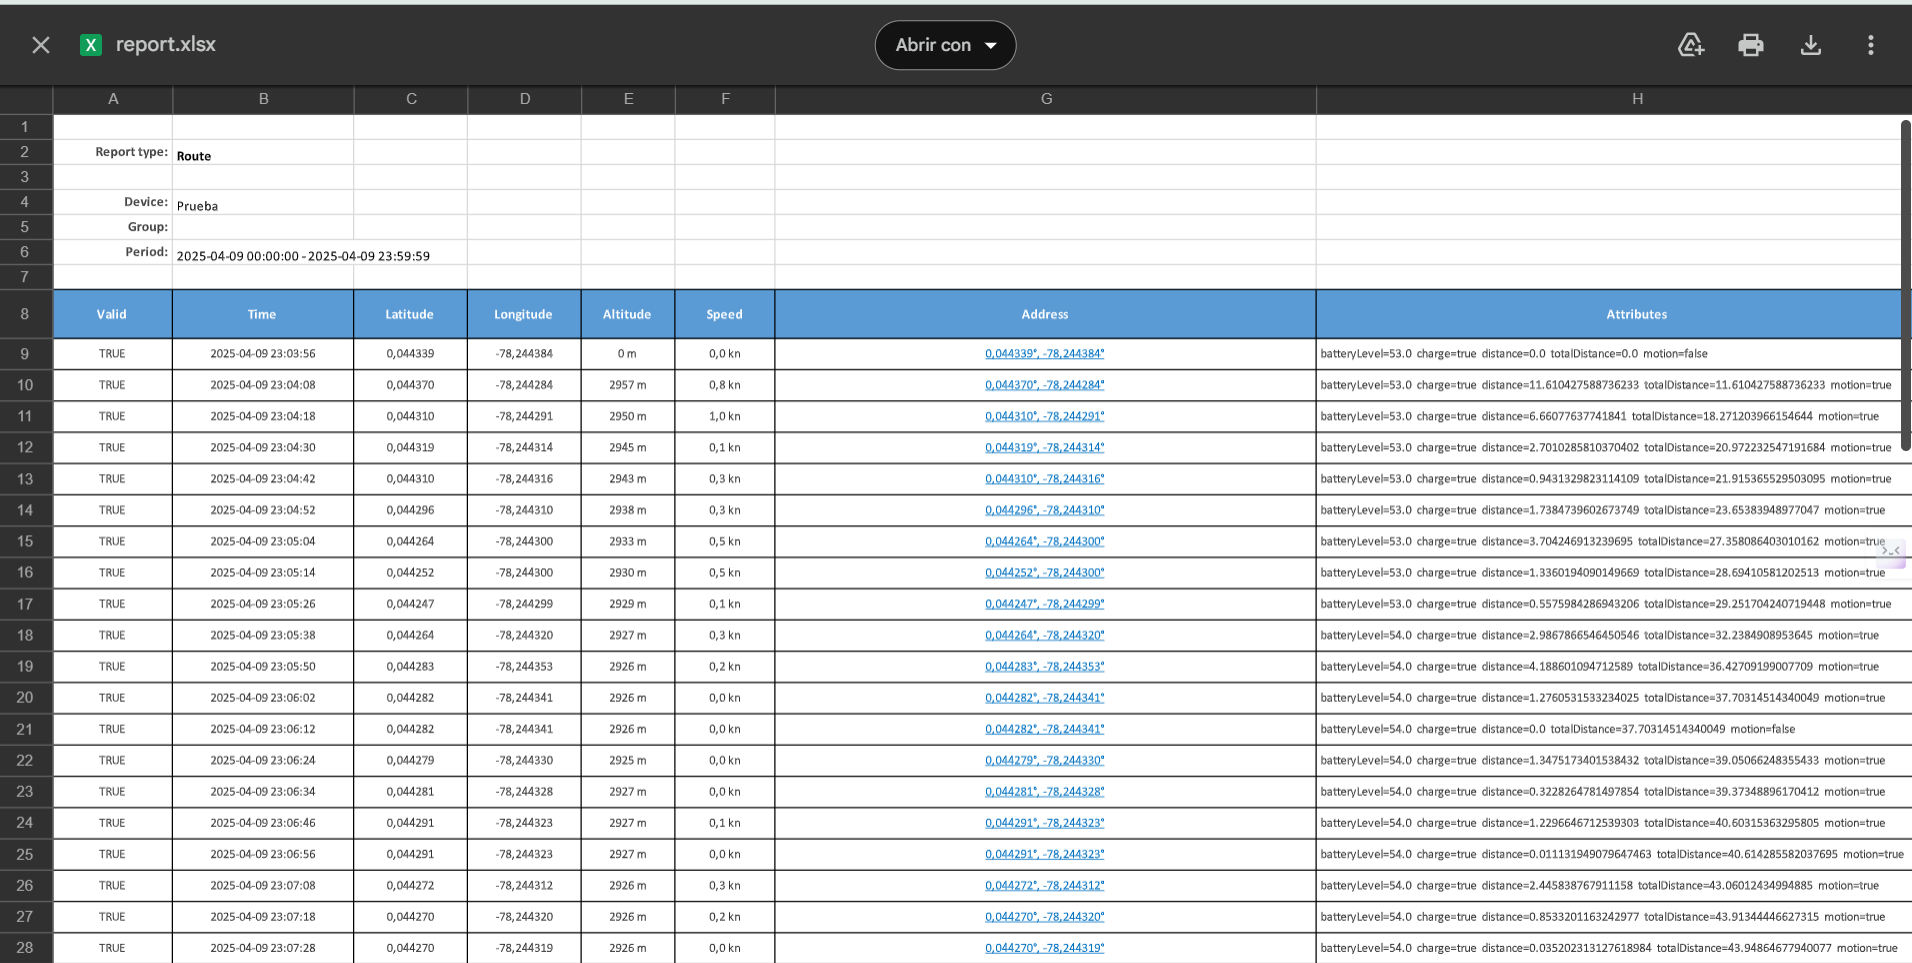 X report.xlsx Abrir con
A B C D E F G H
1
2 Report type: Route
3
4 Device: Prueba
5 Group:
6 Period: 2025-04-09 00:00:00 - 2025-04-09 23:59:59
7
8 Valid Time Latitude Longitude Altitude Speed Address Attributes
9 TRUE 2025-04-09 23:03:56 0,044339 -78,244384 0 m 0,0 kn 0,044339°, -78,244384° batteryLevel=53.0 charge=true distance=0.0 totalDistance=0.0 motion=false
10 TRUE 2025-04-09 23:04:08 0,044370 -78,244284 2957 m 0,8 kn 0,044370°, -78,244284° batteryLevel=53.0 charge=true distance=11.610427588736233 totalDistance=11.610427588736233 motion=true
11 TRUE 2025-04-09 23:04:18 0,044310 -78,244291 2950 m 1,0 kn 0,044310°, -78,244291° batteryLevel=53.0 charge=true distance=6.66077637741841 totalDistance=18.271203966154644 motion=true
12 TRUE 2025-04-09 23:04:30 0,044319 -78,244314 2945 m 0,1 kn 0,044319°, -78,244314° batteryLevel=53.0 charge=true distance=2.7010285810370402 totalDistance=20.972232547191684 motion=true
13 TRUE 2025-04-09 23:04:42 0,044310 -78,244316 2943 m 0,3 kn 0,044310°, -78,244316° batteryLevel=53.0 charge=true distance=0.9431329823114109 totalDistance=21.915365529503095 motion=true
14 TRUE 2025-04-09 23:04:52 0,044296 -78,244310 2938 m 0,3 kn 0,044296°, -78,244310° batteryLevel=53.0 charge=true distance=1.7384739602673749 totalDistance=23.65383948977047 motion=true
15 TRUE 2025-04-09 23:05:04 0,044264 -78,244300 2933 m 0,5 kn 0,044264°, -78,244300° batteryLevel=53.0 charge=true distance=3.704246913239695 totalDistance=27.358086403010162 motion=true
16 TRUE 2025-04-09 23:05:14 0,044252 -78,244300 2930 m 0,5 kn 0,044252°, -78,244300° batteryLevel=53.0 charge=true distance=1.3360194090149669 totalDistance=28.69410581202513 motion=true
17 TRUE 2025-04-09 23:05:26 0,044247 -78,244299 2929 m 0,1 kn 0,044247°, -78,244299° batteryLevel=53.0 charge=true distance=0.5575984286943206 totalDistance=29.251704240719448 motion=true
18 TRUE 2025-04-09 23:05:38 0,044264 -78,244320 2927 m 0,3 kn 0,044264°, -78,244320° batteryLevel=54.0 charge=true distance=2.9867866546450546 totalDistance=32.2384908953645 motion=true
19 TRUE 2025-04-09 23:05:50 0,044283 -78,244353 2926 m 0,2 kn 0,044283°, -78,244353° batteryLevel=54.0 charge=true distance=4.188601094712589 totalDistance=36.42709199007709 motion=true
20 TRUE 2025-04-09 23:06:02 0,044282 -78,244341 2926 m 0,0 kn 0,044282°, -78,244341° batteryLevel=54.0 charge=true distance=1.2760531533234025 totalDistance=37.70314514340049 motion=true
21 TRUE 2025-04-09 23:06:12 0,044282 -78,244341 2926 m 0,0 kn 0,044282°, -78,244341° batteryLevel=54.0 charge=true distance=0.0 totalDistance=37.70314514340049 motion=false
22 TRUE 2025-04-09 23:06:24 0,044279 -78,244330 2925 m 0,0 kn 0,044279°, -78,244330° batteryLevel=54.0 charge=true distance=1.3475173401538432 totalDistance=39.05066248355433 motion=true
23 TRUE 2025-04-09 23:06:34 0,044281 -78,244328 2927 m 0,0 kn 0,044281°, -78,244328° batteryLevel=54.0 charge=true distance=0.3228264781497854 totalDistance=39.37348896170412 motion=true
24 TRUE 2025-04-09 23:06:46 0,044291 -78,244323 2927 m 0,1 kn 0,044291°, -78,244323° batteryLevel=54.0 charge=true distance=1.2296646712539303 totalDistance=40.60315363295805 motion=true
25 TRUE 2025-04-09 23:06:56 0,044291 -78,244323 2927 m 0,0 kn 0,044291°, -78,244323° batteryLevel=54.0 charge=true distance=0.011131949079647463 totalDistance=40.614285582037695 motion=true
26 TRUE 2025-04-09 23:07:08 0,044272 -78,244312 2926 m 0,3 kn 0,044272°, -78,244312° batteryLevel=54.0 charge=true distance=2.445838767911158 totalDistance=43.06012434994885 motion=true
27 TRUE 2025-04-09 23:07:18 0,044270 -78,244320 2926 m 0,2 kn 0,044270°, -78,244320° batteryLevel=54.0 charge=true distance=0.8533201163242977 totalDistance=43.91344446627315 motion=true
28 TRUE 2025-04-09 23:07:28 0,044270 -78,244319 2926 m 0,0 kn 0,044270°, -78,244319° batteryLevel=54.0 charge=true distance=0.035202313127618984 totalDistance=43.94864677940077 motion=true